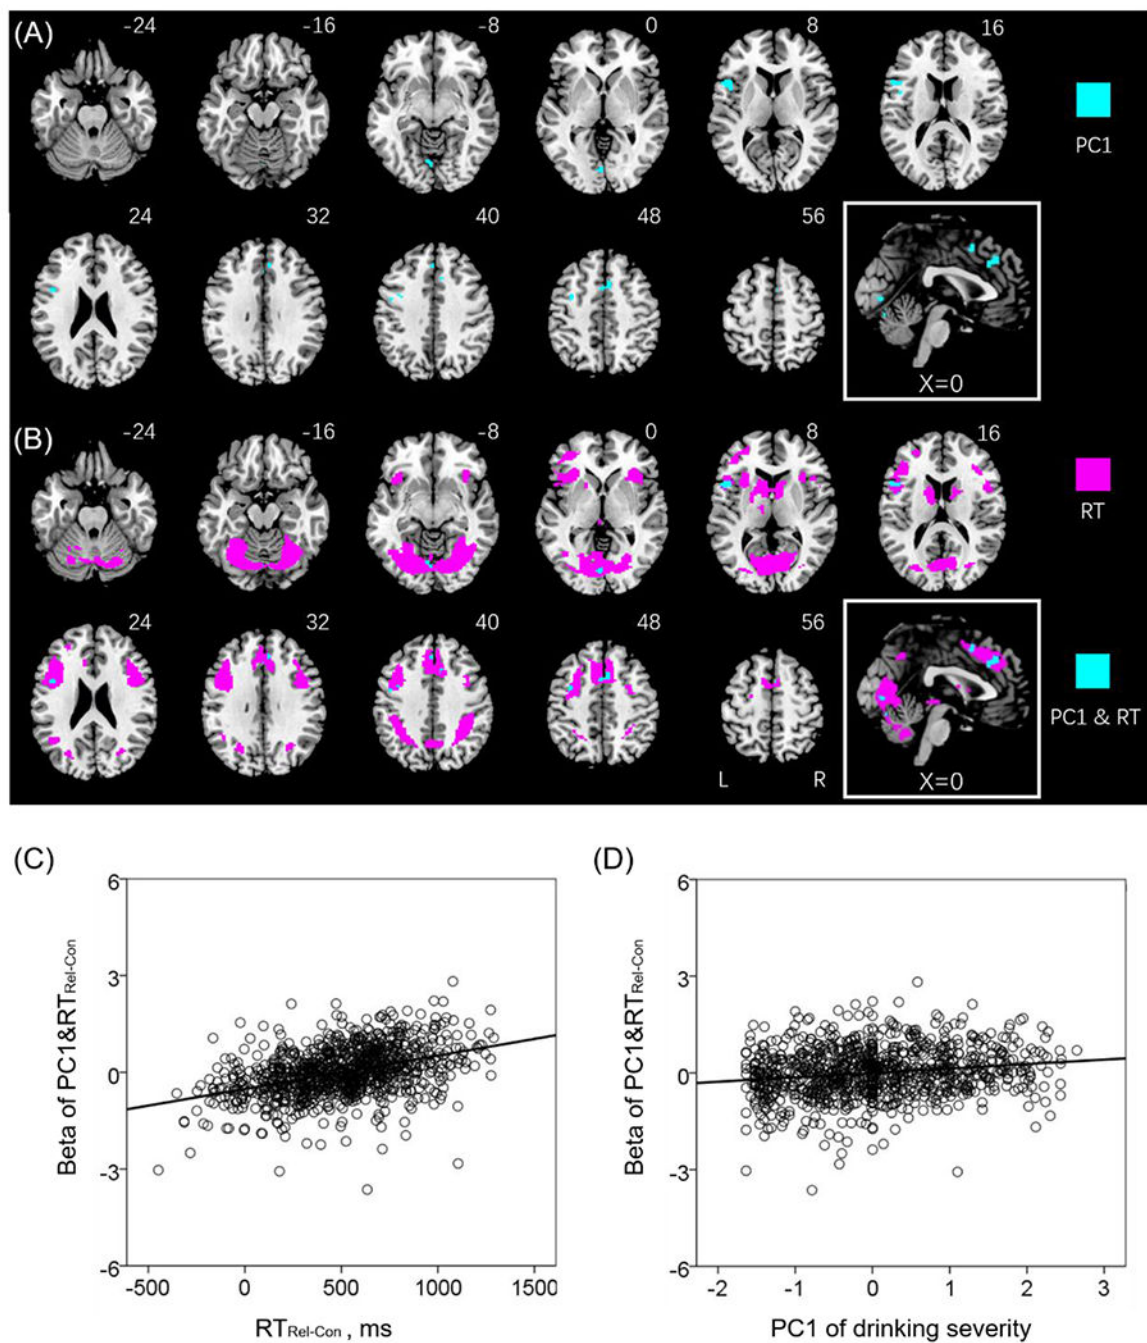 (A) -24 -16 -8 0 8 16
PC1
24 32 40 48 56
X=0
(B) -24 -16 -8 0 8 16
RT
24 32 40 48 56
PC1 & RT
L R X=0
(C) (D)
6 6
3 3
0 0
-3 -3
-6 -6
Beta of PC1&RTRel-Con
Beta of PC1&RTRel-Con
-500 0 500 1000 1500 -2 -1 0 1 2 3
RTRel-Con , ms PC1 of drinking severity